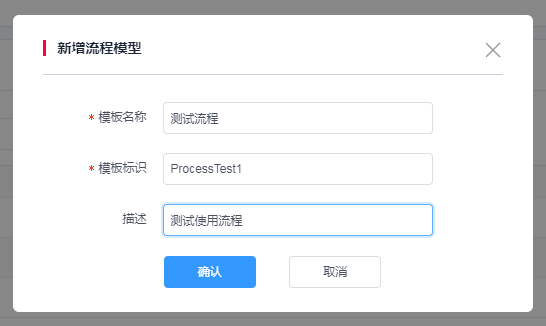 新增流程模型
* 模板名称 测试流程
* 模板标识 ProcessTest1
描述 测试使用流程
确认 取消